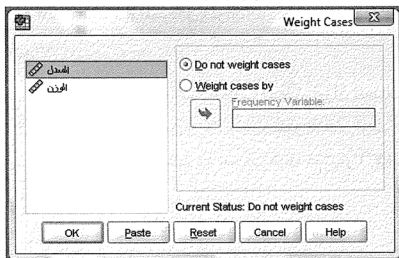 Weight Cases
المعدل
الوزن
Do not weight cases
Weight cases by
Frequency Variable:
Current Status: Do not weight cases
OK
Paste
Reset
Cancel
Help